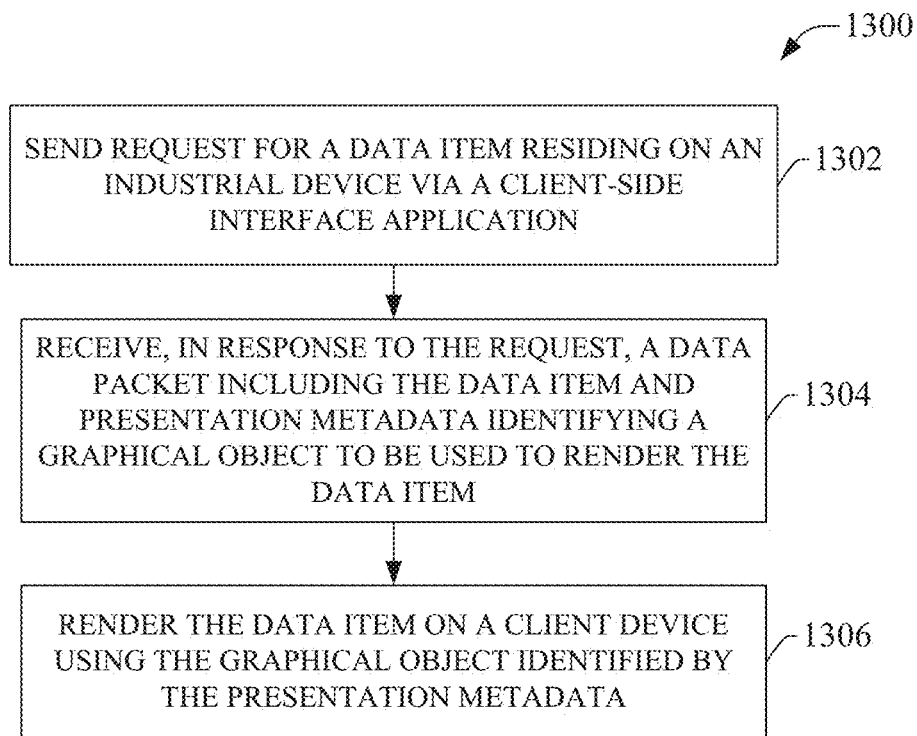 1300
SEND REQUEST FOR A DATA ITEM RESIDING ON AN
INDUSTRIAL DEVICE VIA A CLIENT-SIDE
INTERFACE APPLICATION
1302
RECEIVE, IN RESPONSE TO THE REQUEST, A DATA
PACKET INCLUDING THE DATA ITEM AND
PRESENTATION METADATA IDENTIFYING A
GRAPHICAL OBJECT TO BE USED TO RENDER THE
DATA ITEM
1304
RENDER THE DATA ITEM ON A CLIENT DEVICE
USING THE GRAPHICAL OBJECT IDENTIFIED BY
THE PRESENTATION METADATA
1306